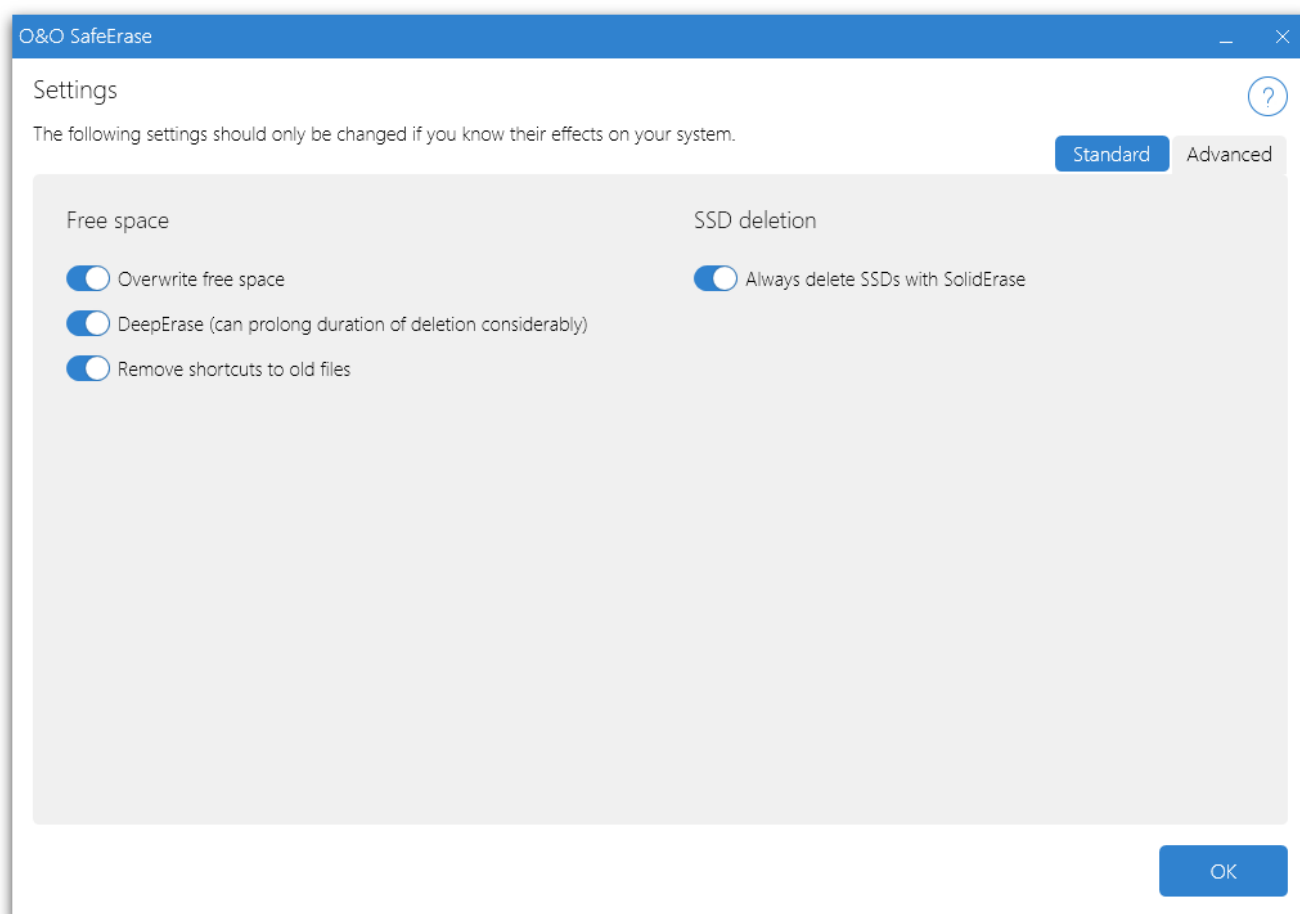 O&O SafeErase
Settings
?
The following settings should only be changed if you know their effects on your system.
Standard
Advanced
Free space
Overwrite free space
DeepErase (can prolong duration of deletion considerably)
Remove shortcuts to old files
SSD deletion
Always delete SSDs with SolidErase
OK